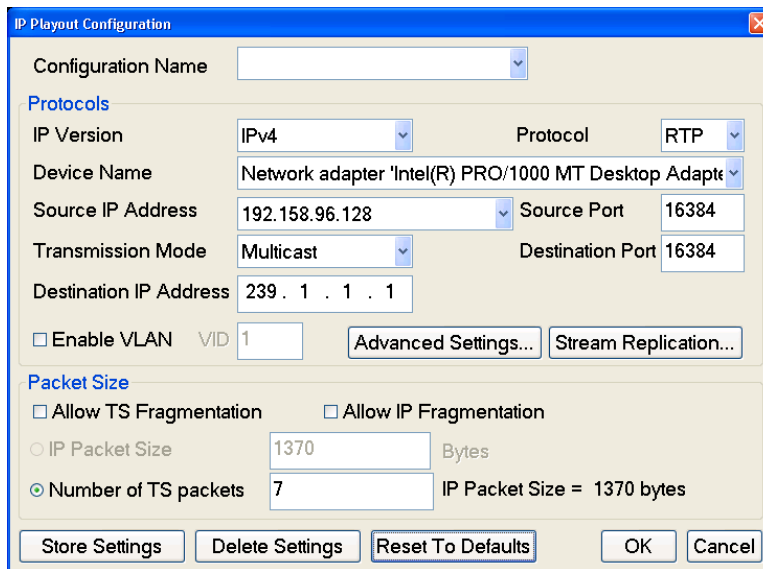 IP Playout Configuration
Configuration Name
Protocols
IP Version IPv4 Protocol RTP
Device Name Network adapter 'Intel(R) PRO/1000 MT Desktop Adapte
Source IP Address 192.158.96.128 Source Port 16384
Transmission Mode Multicast Destination Port 16384
Destination IP Address 239 . 1 . 1 . 1
Enable VLAN VID 1 Advanced Settings... Stream Replication...
Packet Size
Allow TS Fragmentation Allow IP Fragmentation
IP Packet Size 1370 Bytes
Number of TS packets 7 IP Packet Size = 1370 bytes
Store Settings Delete Settings Reset To Defaults OK Cancel